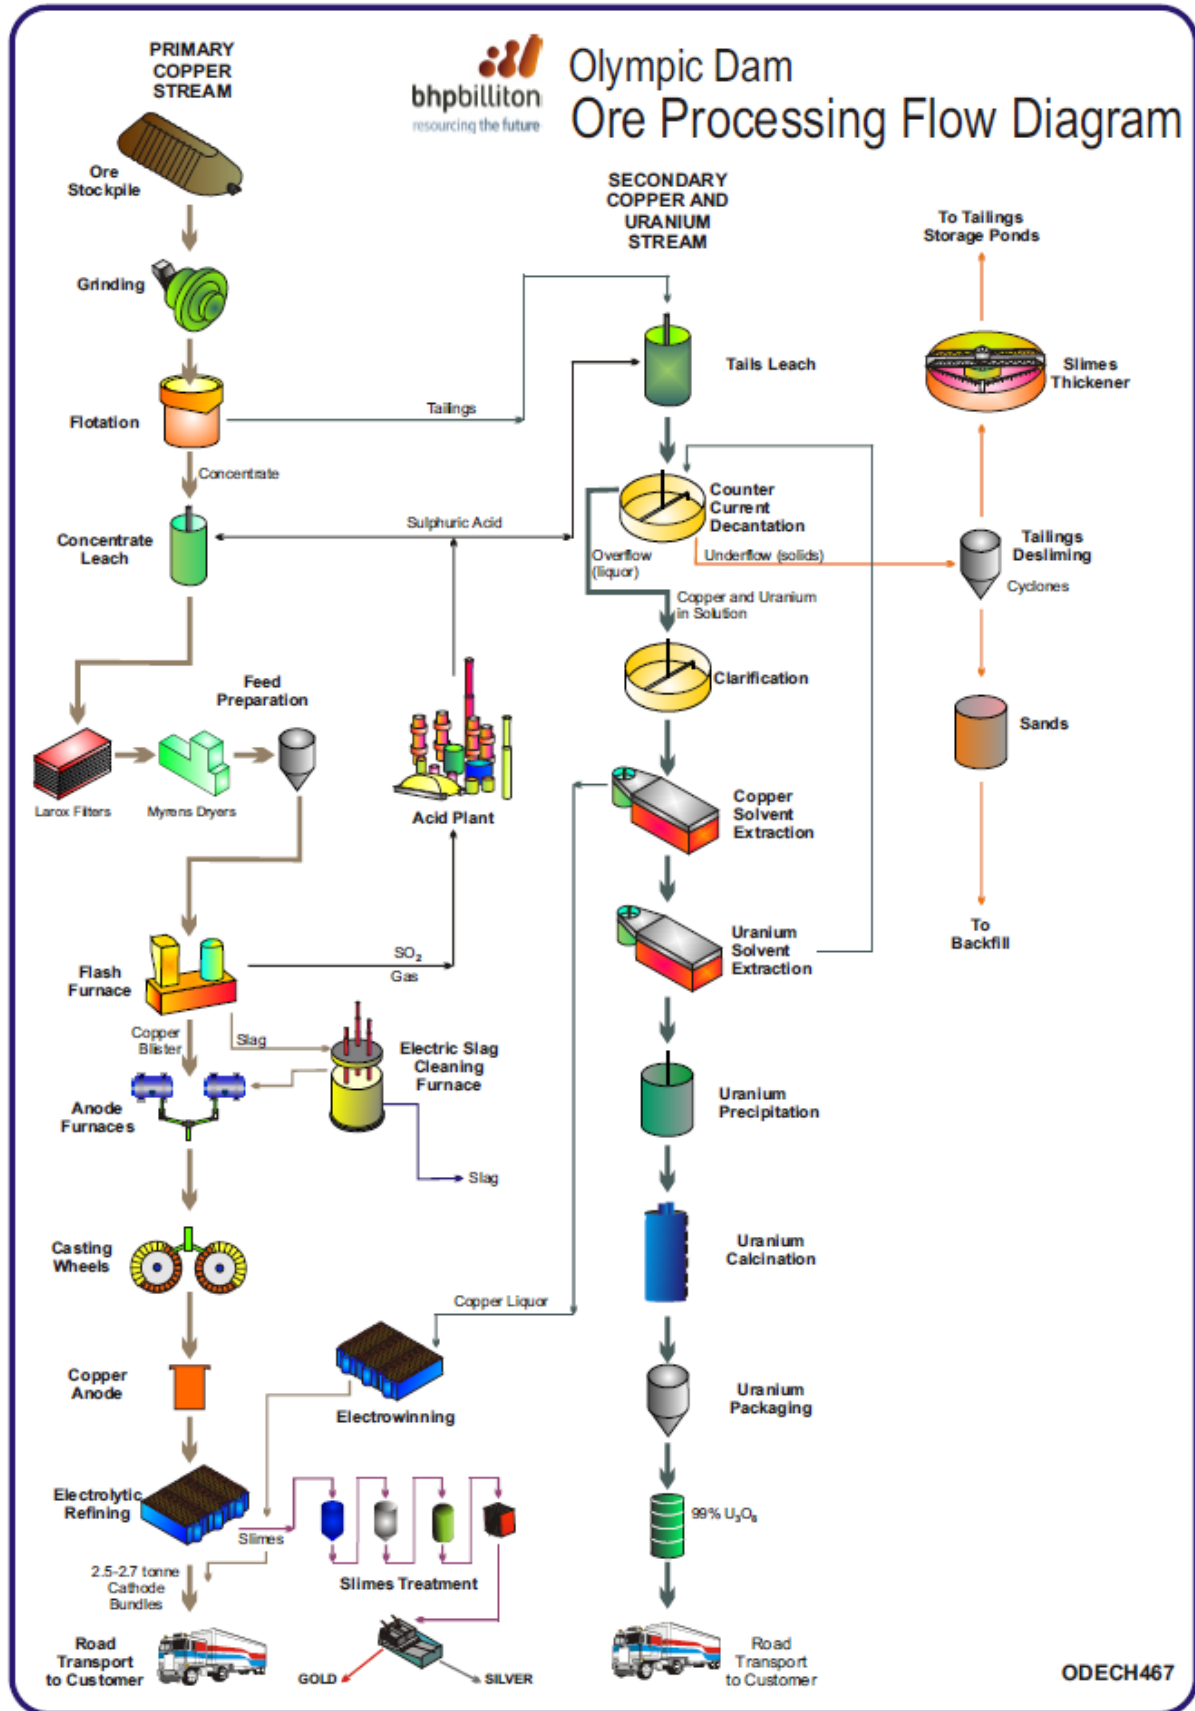 PRIMARY
COPPER
STREAM
bhpbilliton
resourcing the future
Olympic Dam
Ore Processing Flow Diagram
Ore
Stockpile
SECONDARY
COPPER AND
URANIUM
STREAM
To Tailings
Storage Ponds
Grinding
Tails Leach
Slimes
Thickener
Flotation
Tailings
Concentrate
Counter
Current
Decantation
Sulphuric Acid
Concentrate
Leach
Overflow
(liquor)
Underflow (solids)
Tailings
Desliming
Cyclones
Copper and Uranium
in Solution
Clarification
Feed
Preparation
Sands
Larox Filters
Myrens Dryers
Acid Plant
Copper
Solvent
Extraction
To
Backfill
Uranium
Solvent
Extraction
SO₂
Gas
Flash
Furnace
Copper
Blister
Slag
Electric Slag
Cleaning
Furnace
Anode
Furnaces
Uranium
Precipitation
Slag
Casting
Wheels
Uranium
Calcination
Copper Liquor
Copper
Anode
Electrowinning
Uranium
Packaging
Electrolytic
Refining
Slimes
99% U₃O₈
2.5-2.7 tonne
Cathode
Bundles
Slimes Treatment
Road
Transport
to Customer
GOLD
SILVER
Road
Transport
to Customer
ODECH467